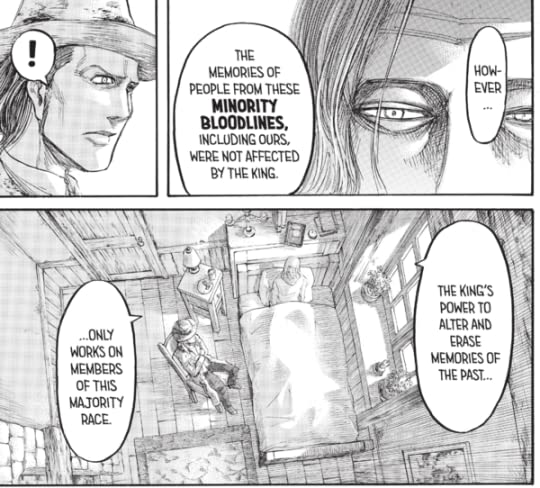 HOW-
EVER
...
THE
MEMORIES OF
PEOPLE FROM THESE
MINORITY
BLOODLINES,
INCLUDING OURS,
WERE NOT AFFECTED
BY THE KING.
!
THE KING'S
POWER TO
ALTER AND
ERASE
MEMORIES OF
THE PAST...
...ONLY
WORKS ON
MEMBERS
OF THIS
MAJORITY
RACE.